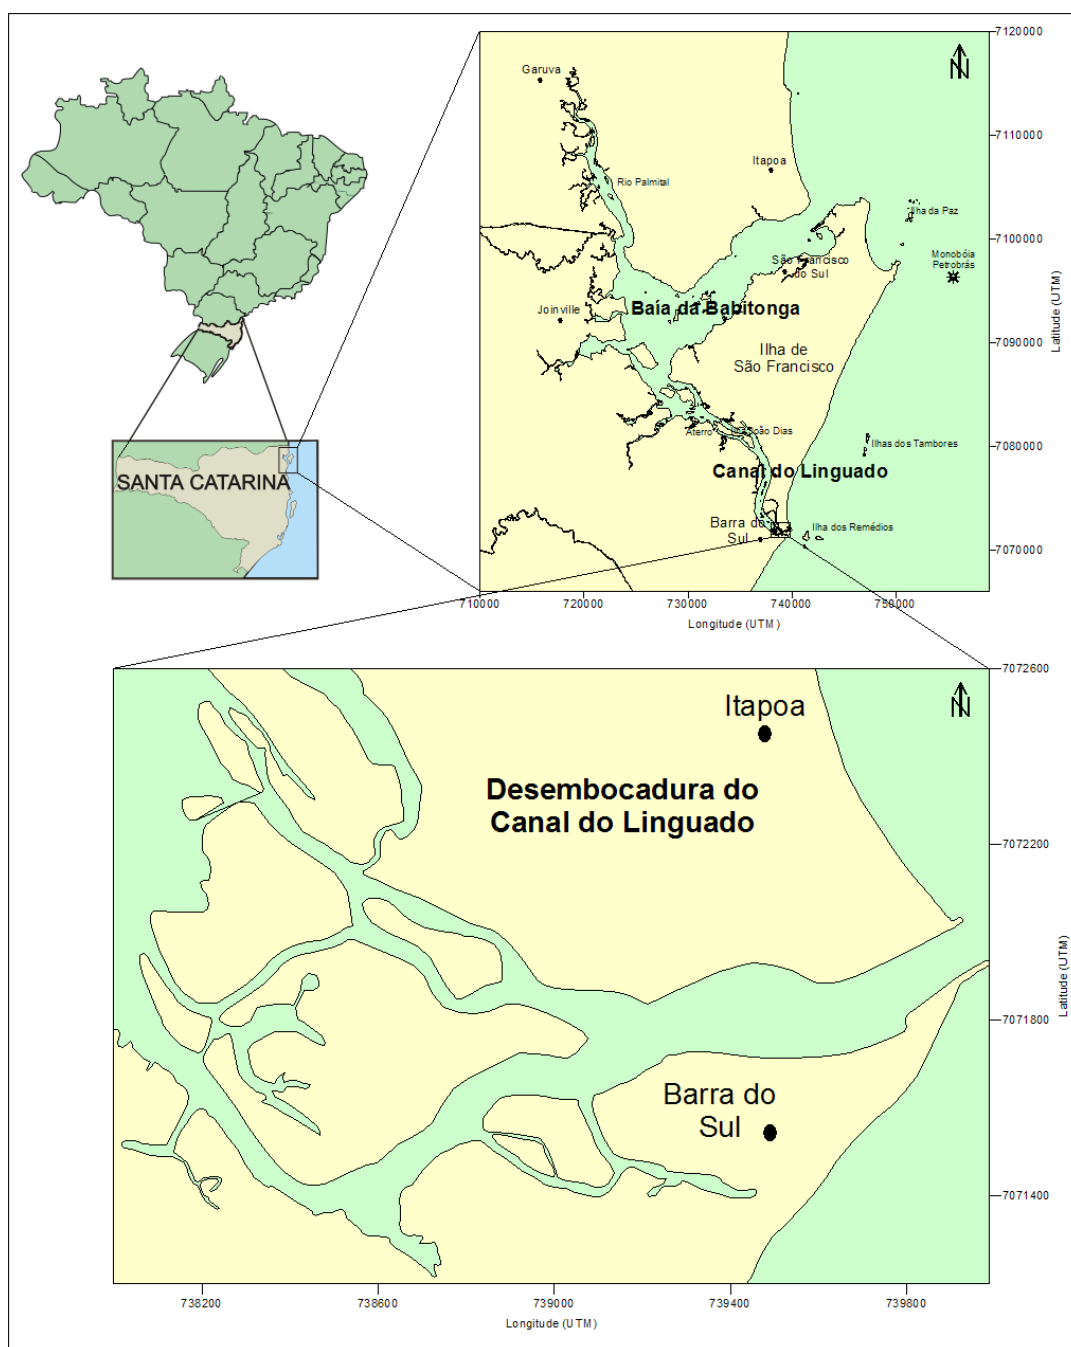 N
7120000
Garuva
7110000
Itapoa
Rio Palmital
Ilha da Paz
7100000
São Francisco
do Sul
Monobóia
Petrobrás
Latitude (UTM)
Joinville
Baía da Babitonga
7090000
Ilha de
São Francisco
Aterro
João Dias
Ilhas dos Tambores
7080000
SANTA CATARINA
Canal do Linguado
Barra do
Sul
Ilha dos Remédios
7070000
710000
720000
730000
740000
750000
Longitude (UTM)
7072600
N
Itapoa
Desembocadura do
Canal do Linguado
7072200
Latitude (UTM)
7071800
Barra do
Sul
7071400
738200
738600
739000
739400
739800
Longitude (UTM)